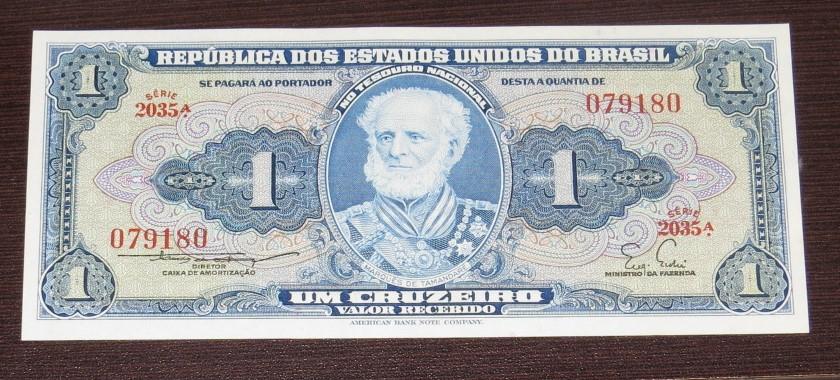 REPÚBLICA DOS ESTADOS UNIDOS DO BRASIL
1
1
SE PAGARÁ AO PORTADOR
NO TESOURO NACIONAL
DESTA A QUANTIA DE
SÉRIE
2035A
079180
1
1
079180
SÉRIE
2035A
DIRETOR
CAIXA DE AMORTIZAÇÃO
MARQUES DE TAMANDARÉ
MINISTRO DA FAZENDA
1
1
UM CRUZEIRO
VALOR RECEBIDO
AMERICAN BANK NOTE COMPANY.